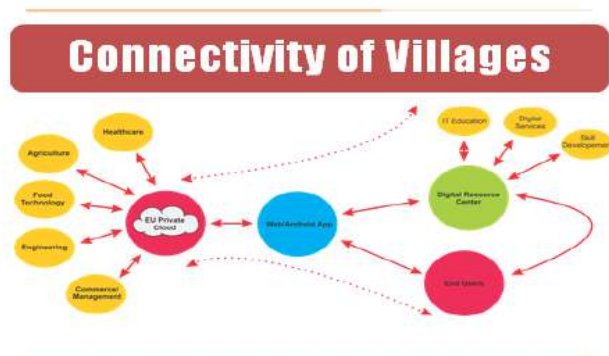 Connectivity of Villages
Healthcare
Agriculture
Food
Technology
Engineering
Commerce/
Management
EU Private
Cloud
Web/Android App
IT Education
Digital
Services
Skill
Developement
Digital Resource
Center
End Users